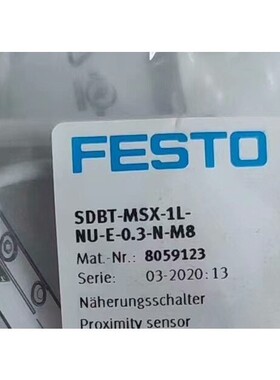 FESTO
SDBT-MSX-1L-
NU-E-0.3-N-M8
Mat.-Nr.: 8059123
Serie: 03-2020:13
Näherungsschalter
Proximity sensor